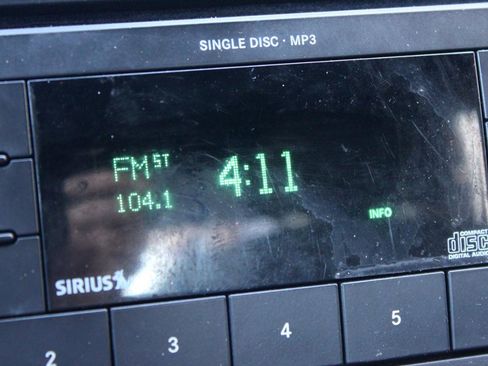 SINGLE DISC · MP3
FM ST 4:11
104.1
INFO
COMPACT
disc
DIGITAL AUDIO
SIRIUS
2 3 4 5